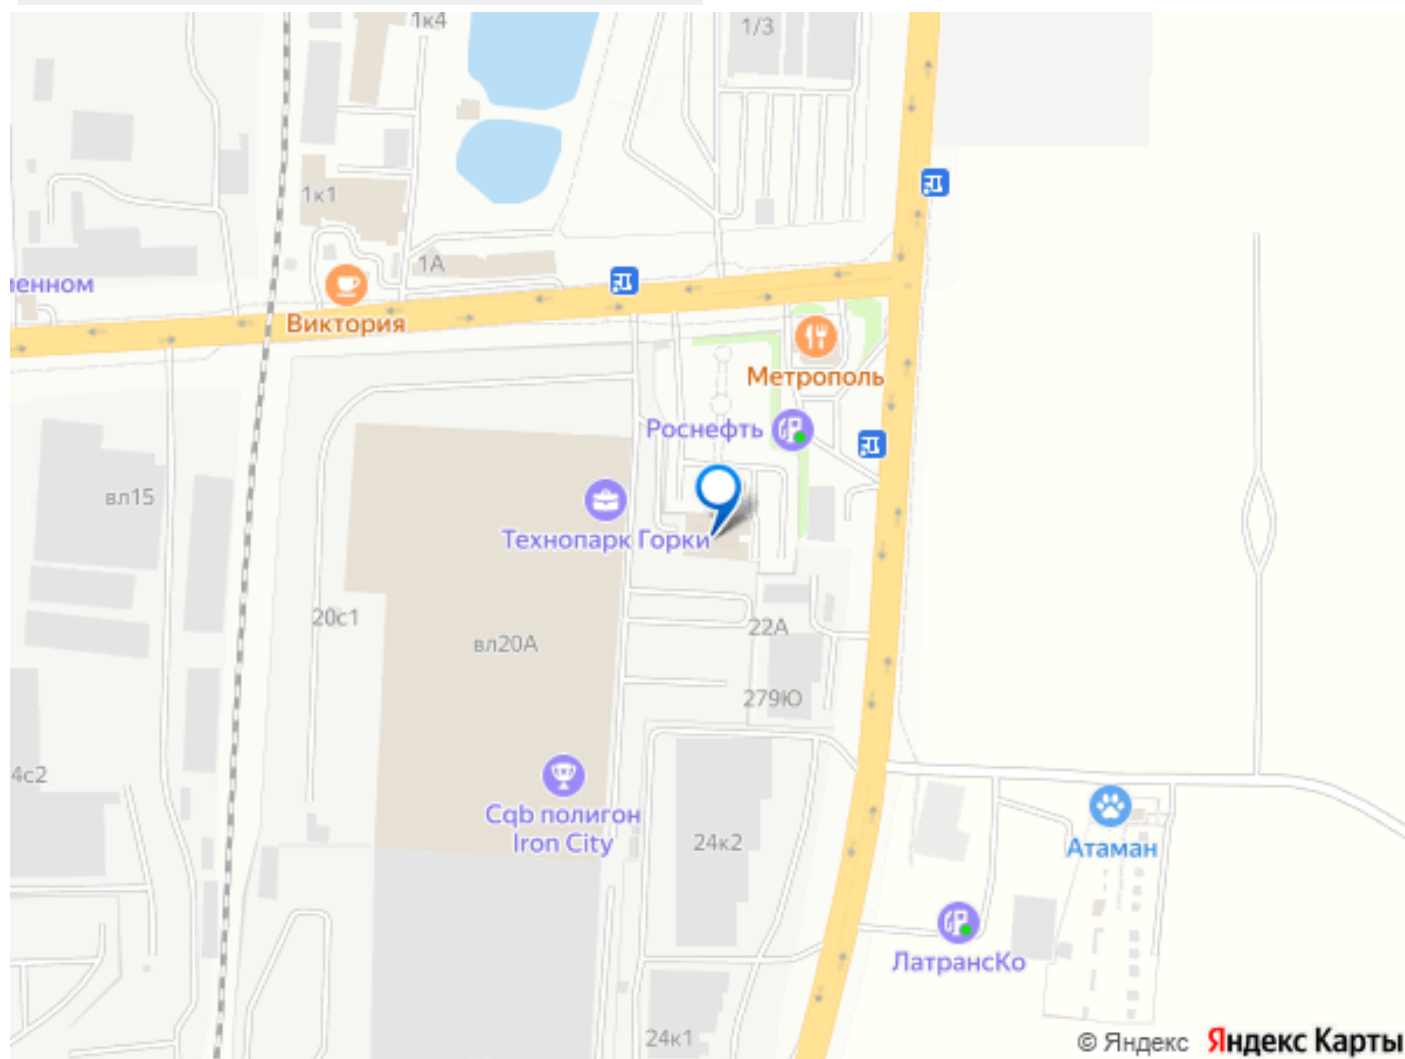 1к4
1/3
1к1
1А
ленном
Виктория
Метрополь
Роснефть
вл15
Технопарк Горки
20с1
вл20А
22А
279Ю
4с2
Cqb полигон
Iron City
24к2
Атаман
ЛатрансКо
24к1
© Яндекс Яндекс Карты